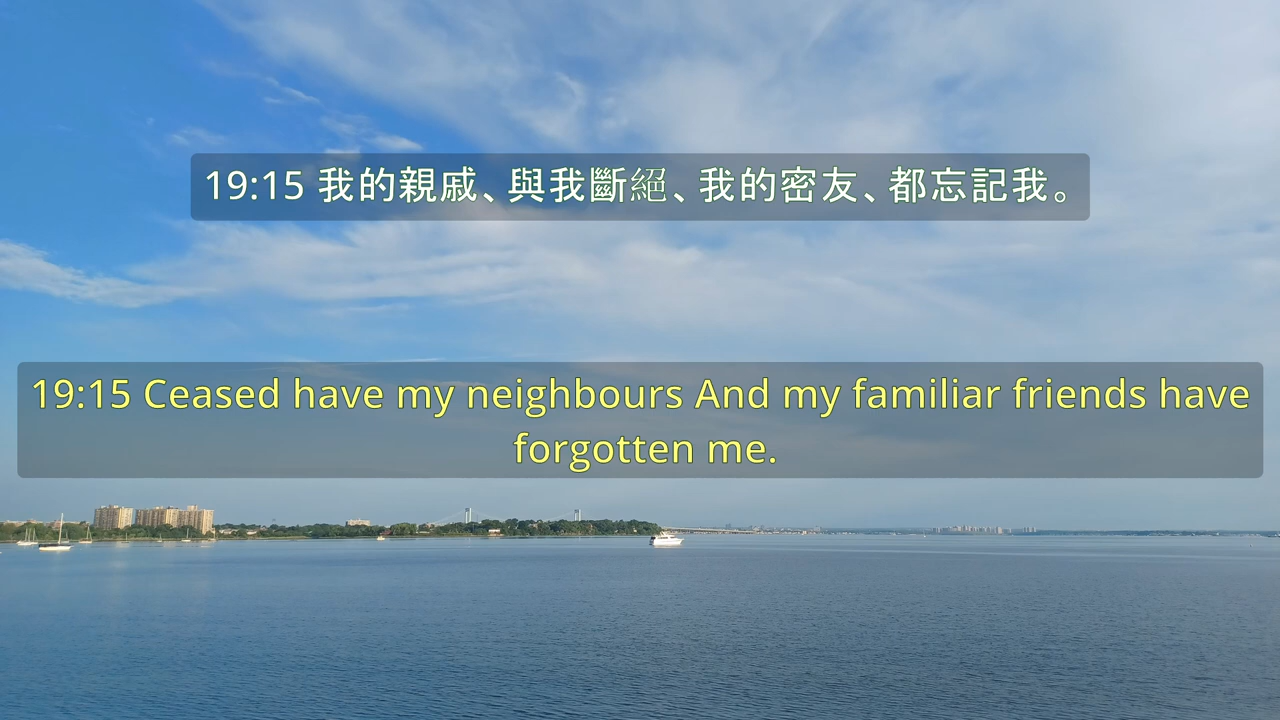 19:15 我的親戚、與我斷絕、我的密友、都忘記我。
19:15 Ceased have my neighbours And my familiar friends have
forgotten me.